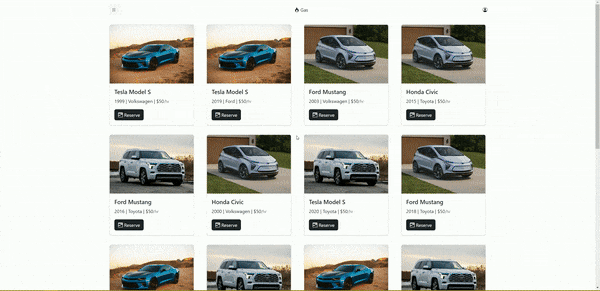 Gas
Tesla Model S
1999 | Volkswagen | $50/hr
Reserve
Tesla Model S
2019 | Ford | $50/hr
Reserve
Ford Mustang
2003 | Volkswagen | $50/hr
Reserve
Honda Civic
2015 | Toyota | $50/hr
Reserve
Ford Mustang
2016 | Toyota | $50/hr
Reserve
Honda Civic
2000 | Volkswagen | $50/hr
Reserve
Tesla Model S
2020 | Toyota | $50/hr
Reserve
Ford Mustang
2018 | Toyota | $50/hr
Reserve